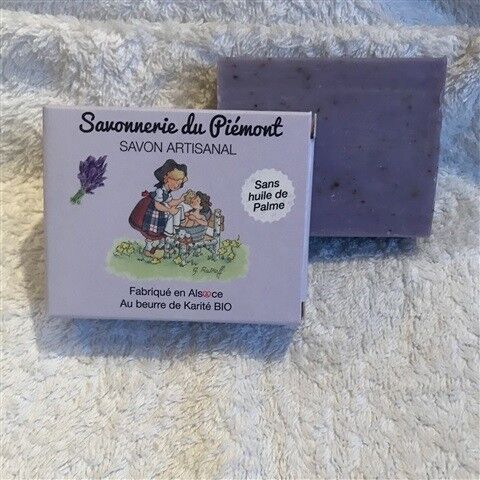 Savonnerie du Piémont
SAVON ARTISANAL
Sans
huile de
Palme
Fabriqué en Alsace
Au beurre de Karité BIO